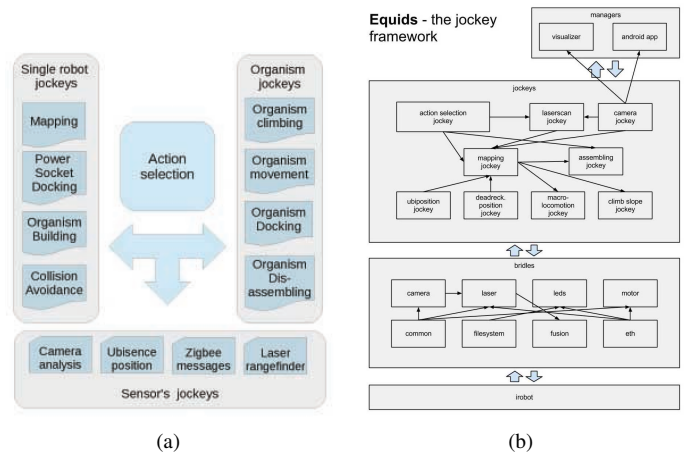 Single robot
jockeys
Mapping
Power
Socket
Docking
Organism
Building
Collision
Avoidance
Action
selection
Organism
jockeys
Organism
climbing
Organism
movement
Organism
Docking
Organism
Dis-
assembling
Camera
analysis
Ubisence
position
Zigbee
messages
Laser
rangefinder
Sensor's jockeys
(a)
Equids - the jockey
framework
managers
visualizer
android app
jockeys
action selection
jockey
laserscan
jockey
camera
jockey
mapping
jockey
assembling
jockey
ubiposition
jockey
deadreck.
position
jockey
macro-
locomotion
jockey
climb slope
jockey
bridles
camera
laser
leds
motor
common
filesystem
fusion
eth
irobot
(b)